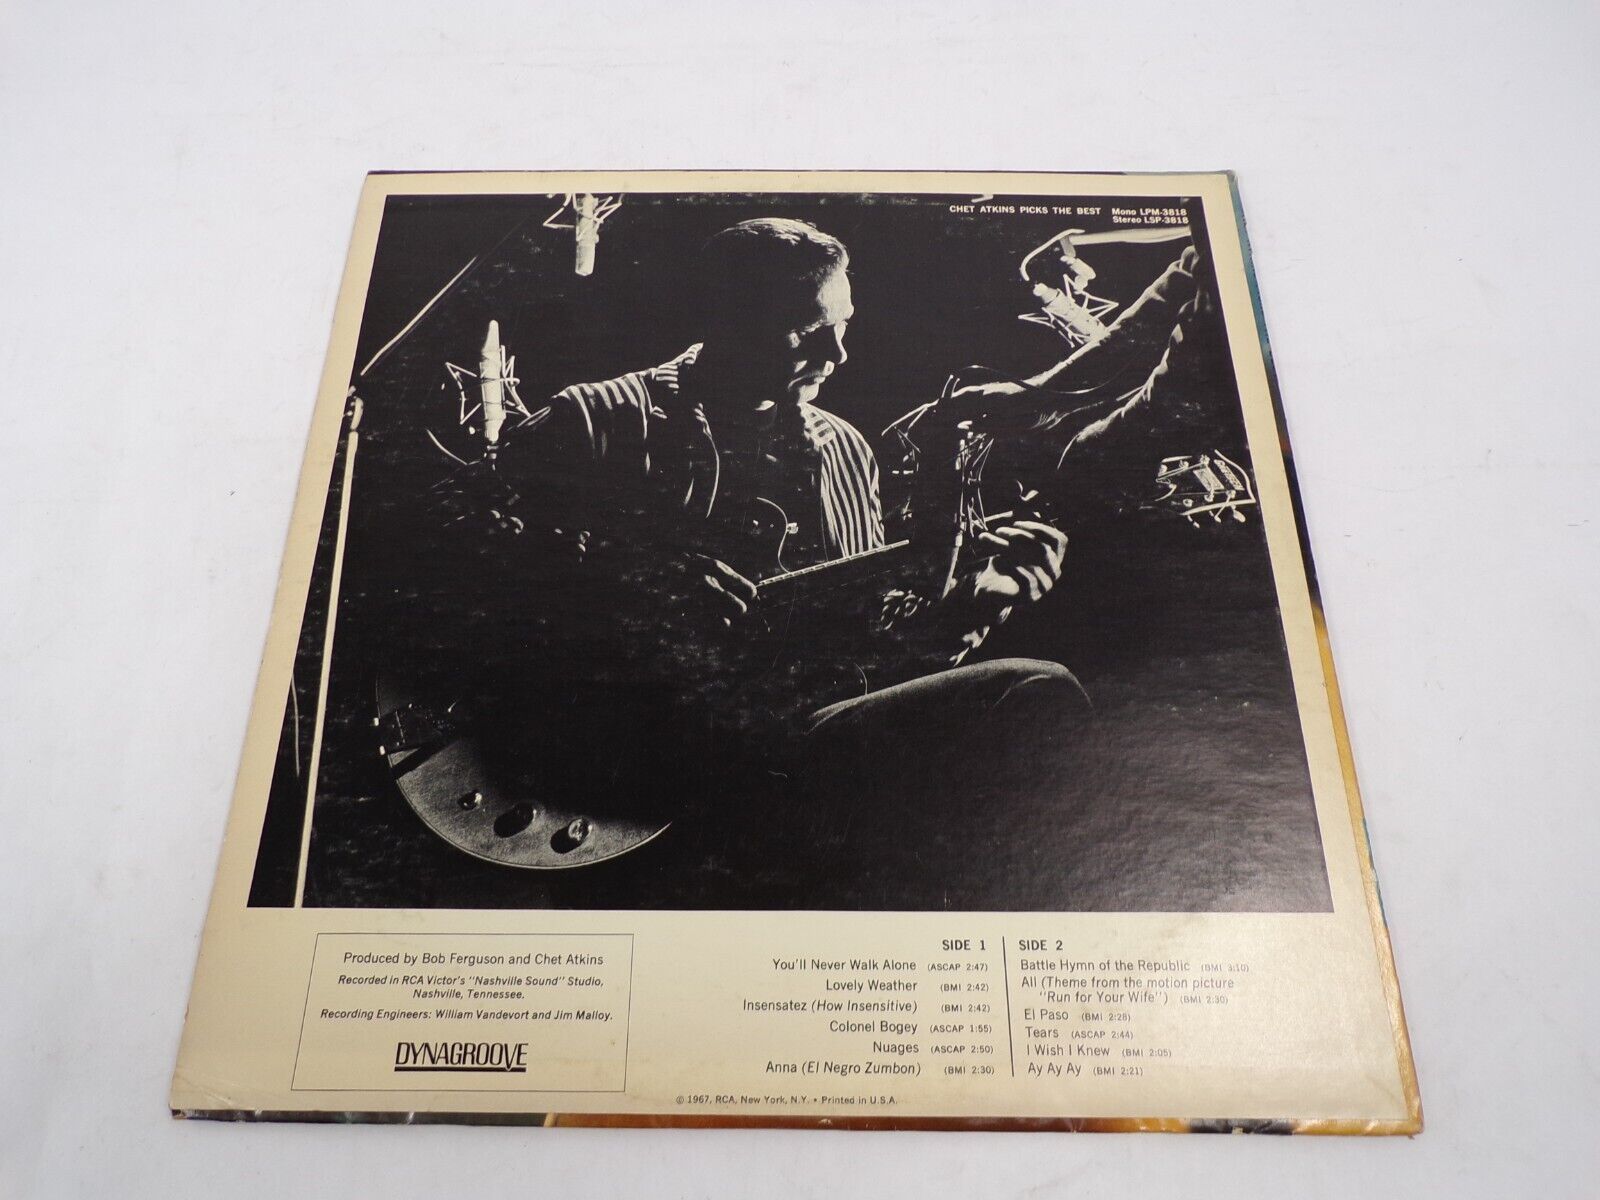 CHET ATKINS PICKS THE BEST Mono LPM-3818
Stereo LSP-3818
GRETSCH
Produced by Bob Ferguson and Chet Atkins
Recorded in RCA Victor's "Nashville Sound" Studio,
Nashville, Tennessee.
Recording Engineers: William Vandevort and Jim Malloy.
DYNAGROOVE
SIDE 1
You'll Never Walk Alone (ASCAP 2:47)
Lovely Weather (BMI 2:42)
Insensatez (How Insensitive) (BMI 2:42)
Colonel Bogey (ASCAP 1:55)
Nuages (ASCAP 2:50)
Anna (El Negro Zumbon) (BMI 2:30)
SIDE 2
Battle Hymn of the Republic (BMI 3:10)
All (Theme from the motion picture
"Run for Your Wife") (BMI 2:30)
El Paso (BMI 2:28)
Tears (ASCAP 2:44)
I Wish I Knew (BMI 2:05)
Ay Ay Ay (BMI 2:21)
© 1967, RCA, New York, N.Y. • Printed in U.S.A.